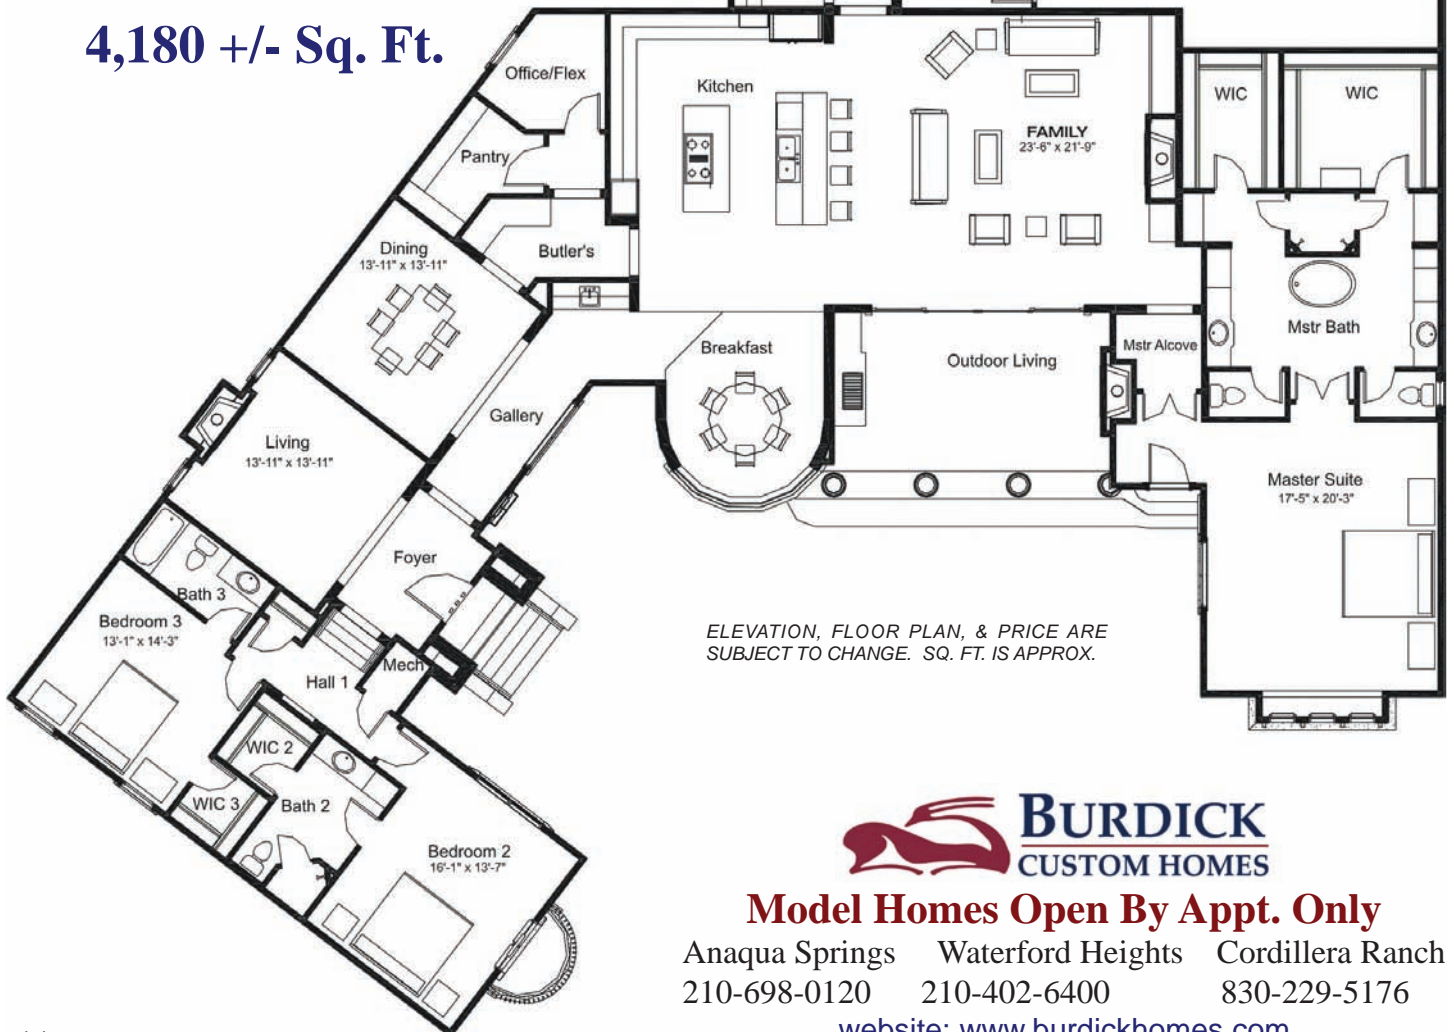 4,180 +/- Sq. Ft.
Office/Flex
Kitchen
WIC
WIC
FAMILY
23'-6" x 21'-9"
Pantry
Dining
13'-11" x 13'-11"
Butler's
Mstr Bath
Breakfast
Mstr Alcove
Outdoor Living
Gallery
Living
13'-11" x 13'-11"
Master Suite
17'-5" x 20'-3"
Foyer
Bath 3
Bedroom 3
13'-1" x 14'-3"
ELEVATION, FLOOR PLAN, & PRICE ARE
SUBJECT TO CHANGE. SQ. FT. IS APPROX.
Mech
Hall 1
WIC 2
WIC 3
Bath 2
Bedroom 2
16'-1" x 13'-7"
BURDICK
CUSTOM HOMES
Model Homes Open By Appt. Only
Anaqua Springs Waterford Heights Cordillera Ranch
210-698-0120 210-402-6400 830-229-5176
website: www.burdickhomes.com